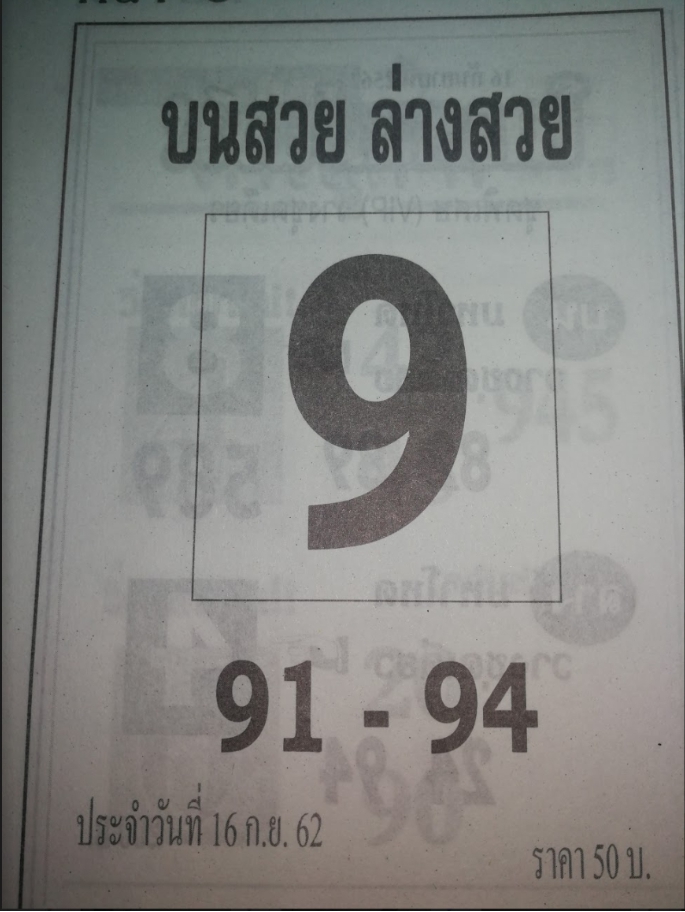 บนสวย ล่างสวย
9
91 - 94
ประจำวันที่ 16 ก.ย. 62
ราคา 50 บ.